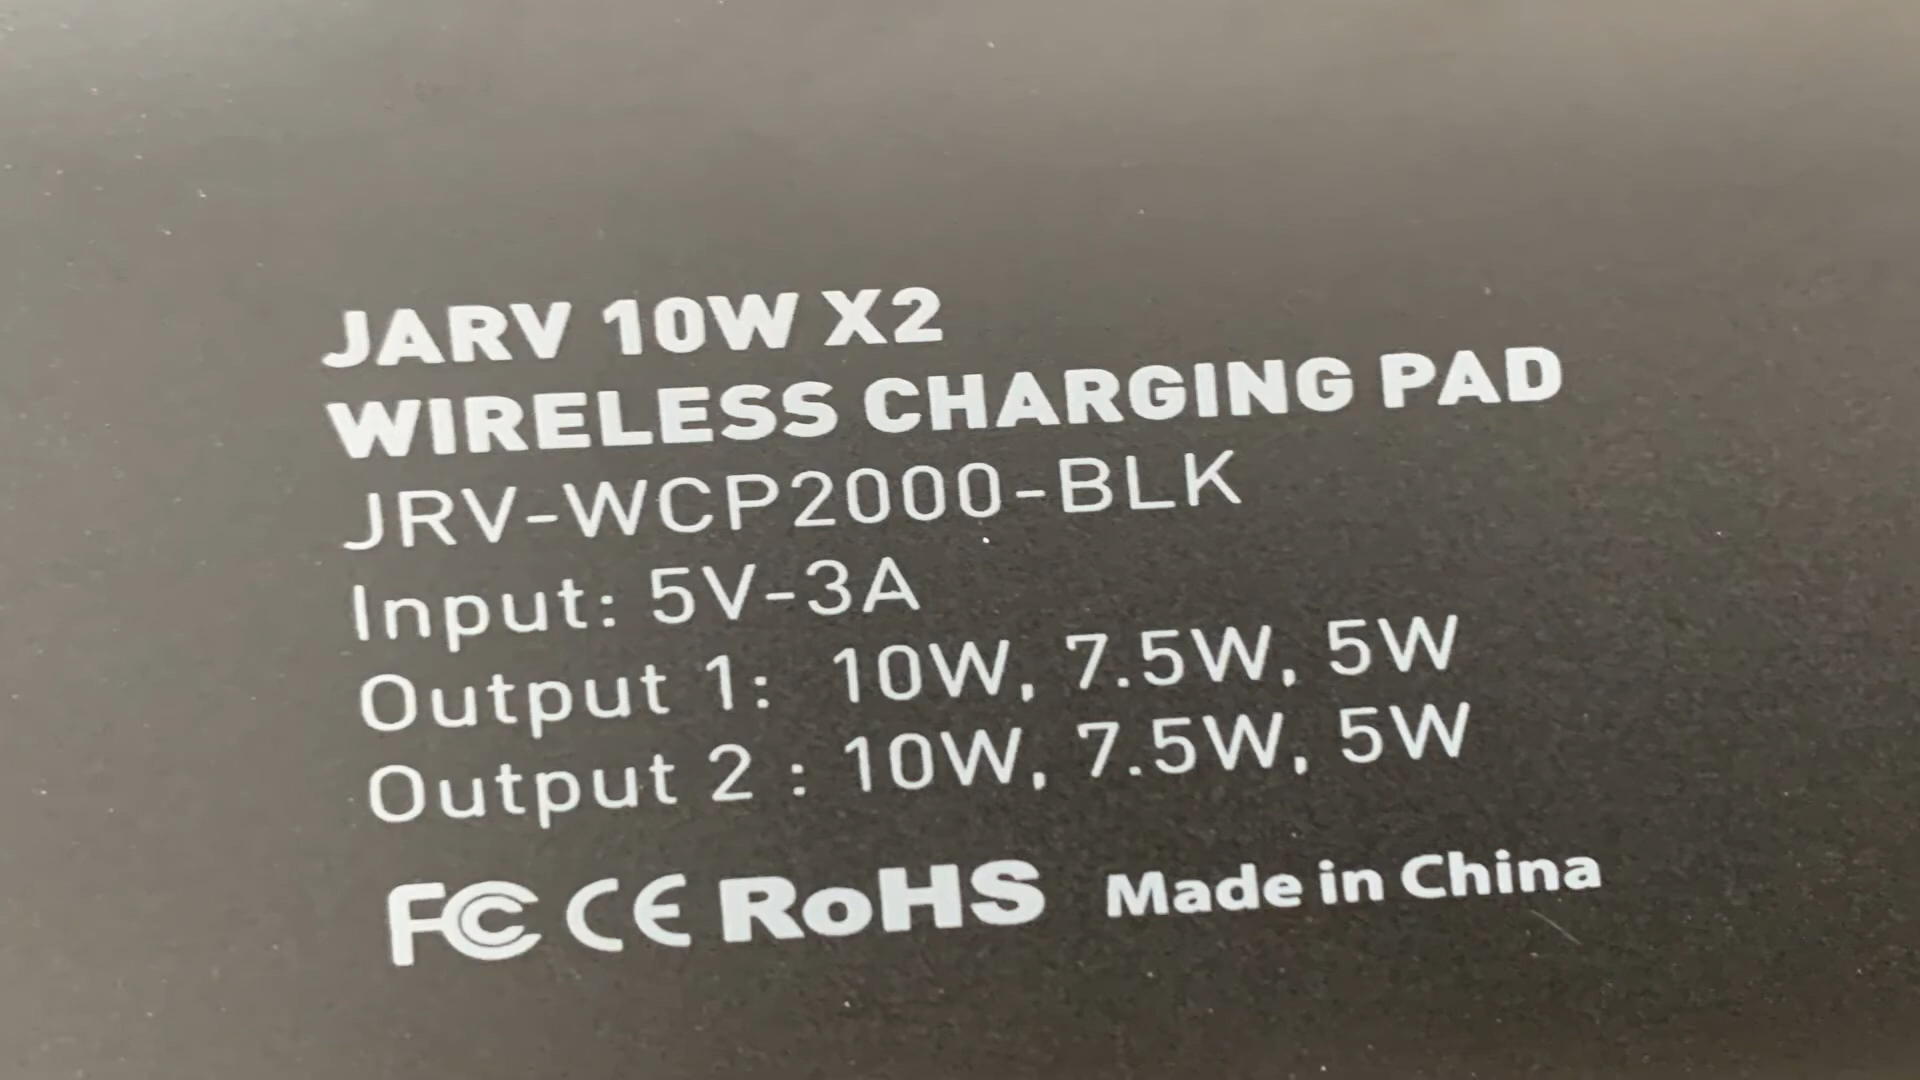 JARV 10W X2
WIRELESS CHARGING PAD
JRV-WCP2000-BLK
Input: 5V-3A
Output 1: 10W, 7.5W, 5W
Output 2 : 10W, 7.5W, 5W
FC CE RoHS Made in China